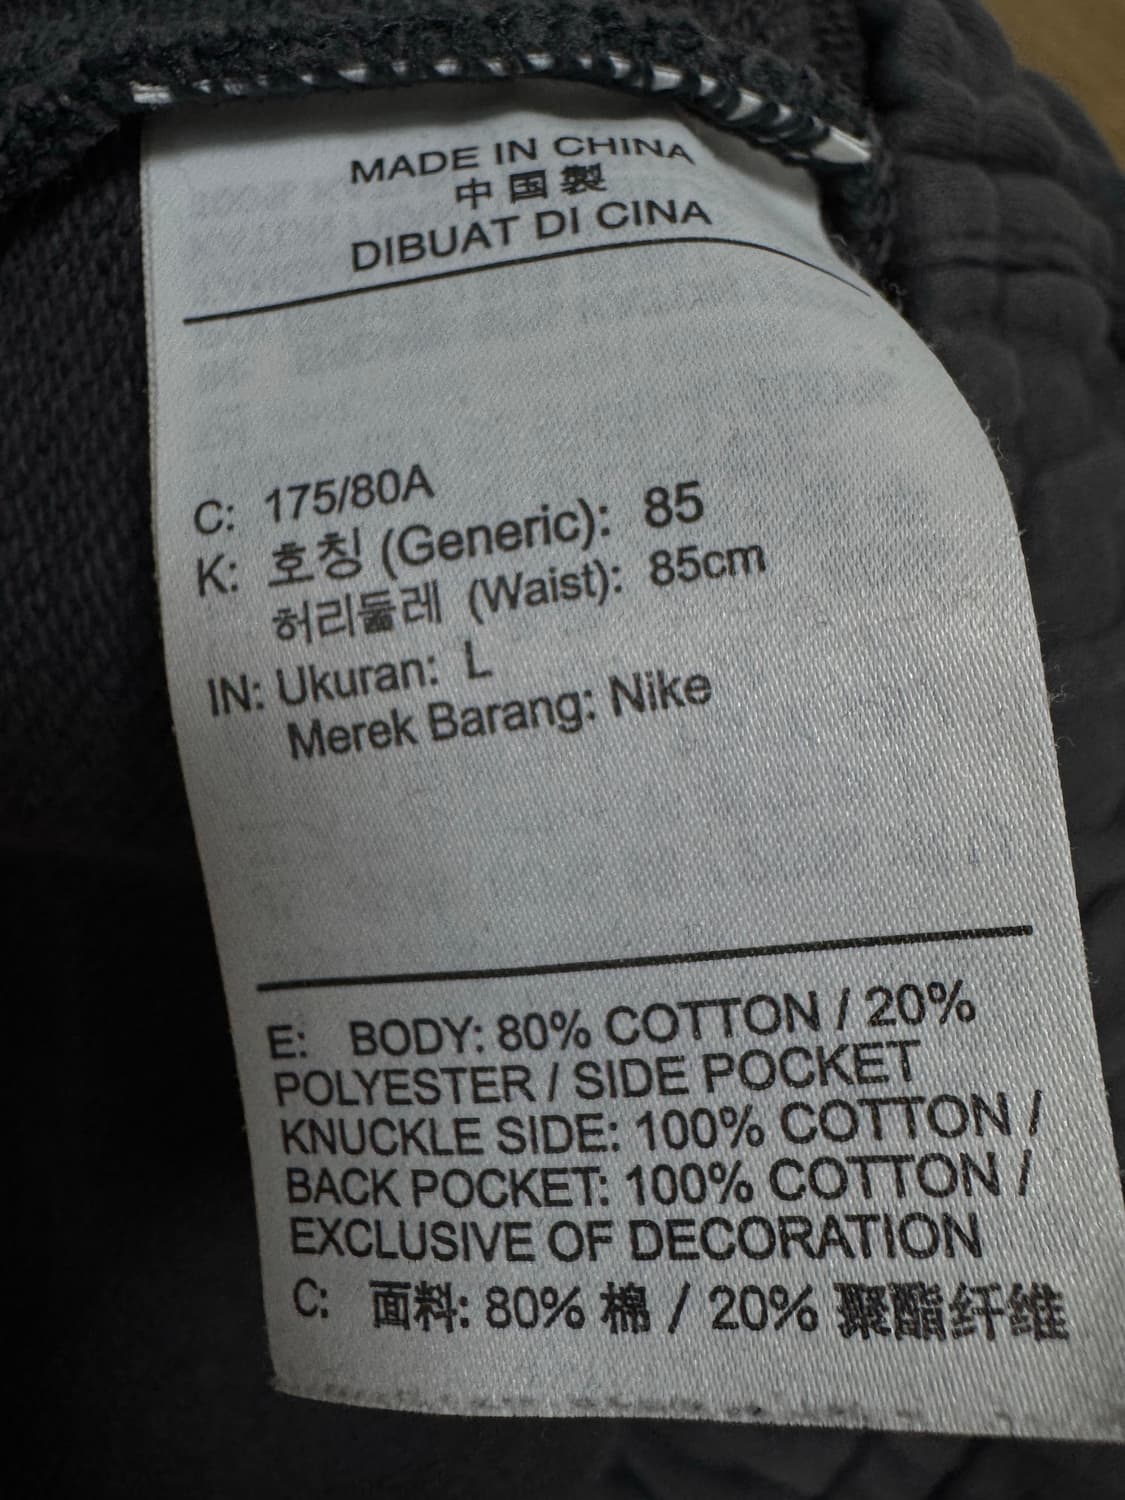 MADE IN CHINA
中国製
DIBUAT DI CINA
C: 175/80A
K: 호칭 (Generic): 85
허리둘레 (Waist): 85cm
IN: Ukuran: L
Merek Barang: Nike
E: BODY: 80% COTTON / 20%
POLYESTER / SIDE POCKET
KNUCKLE SIDE: 100% COTTON /
BACK POCKET: 100% COTTON /
EXCLUSIVE OF DECORATION
C: 面料: 80% 棉 / 20% 聚酯纤维